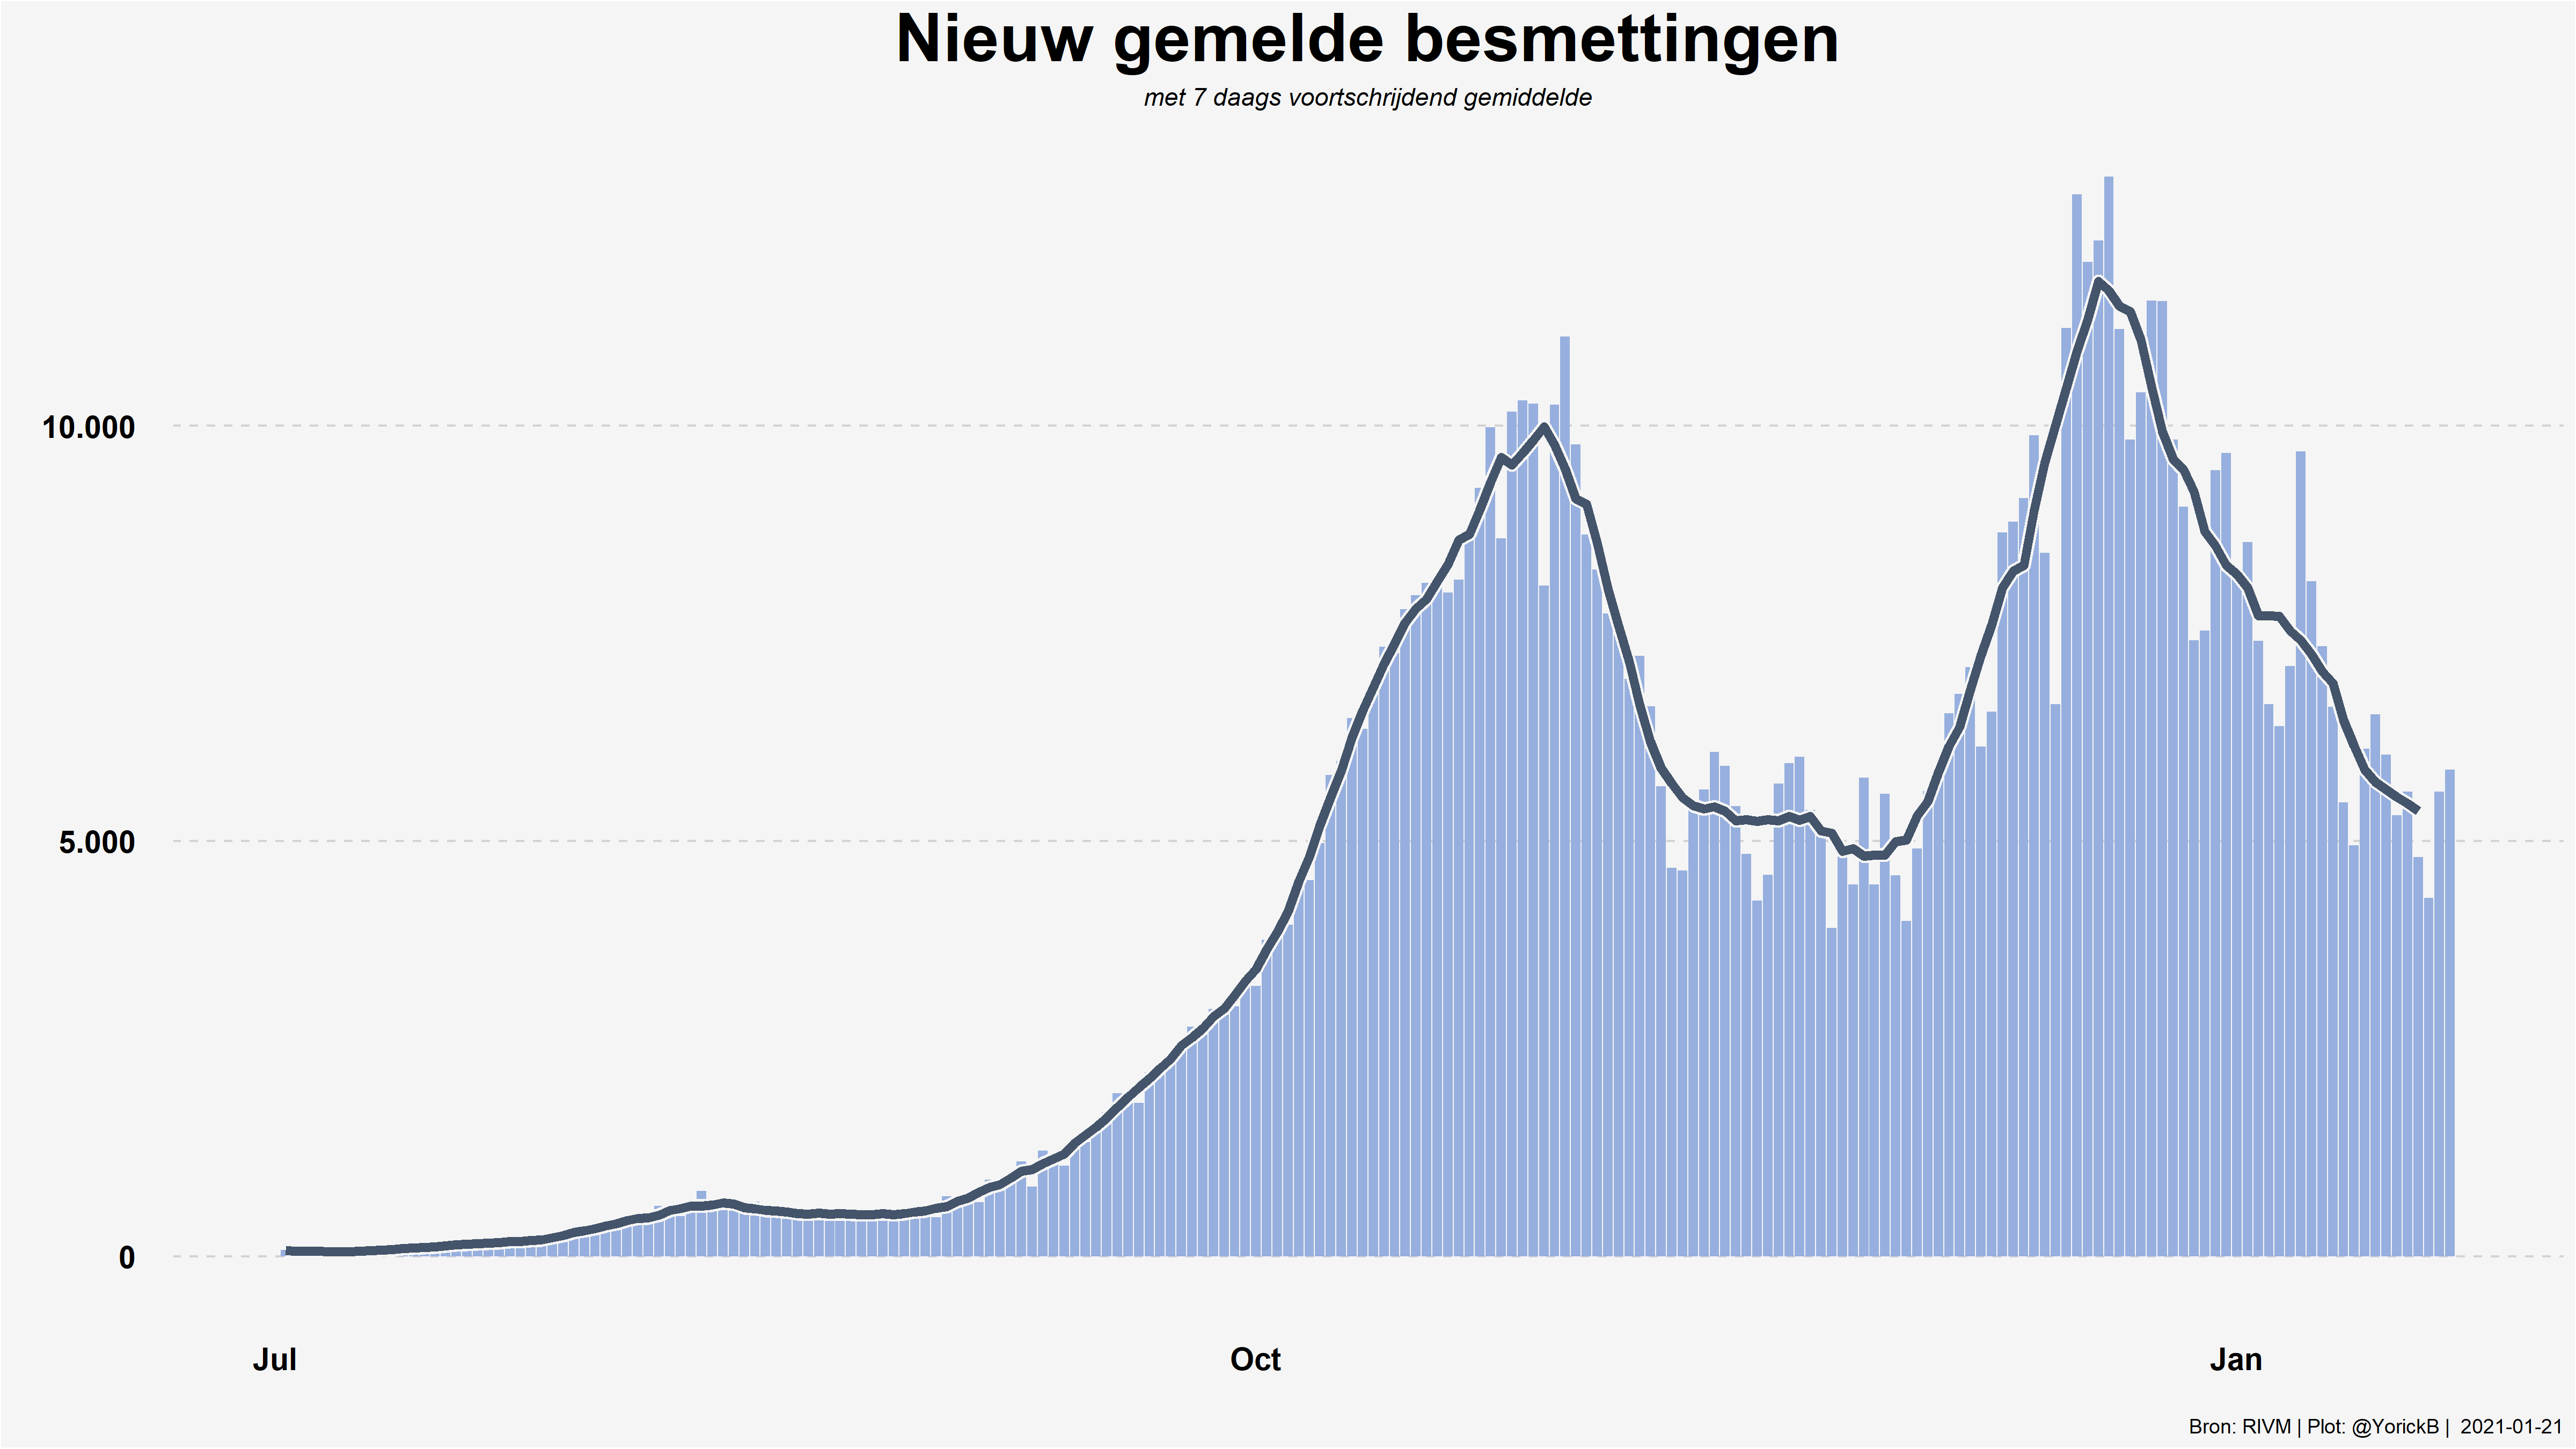 Nieuw gemelde besmettingen
met 7 daags voortschrijdend gemiddelde
10.000
5.000
0
Jul Oct Jan
Bron: RIVM | Plot: @YorickB | 2021-01-21